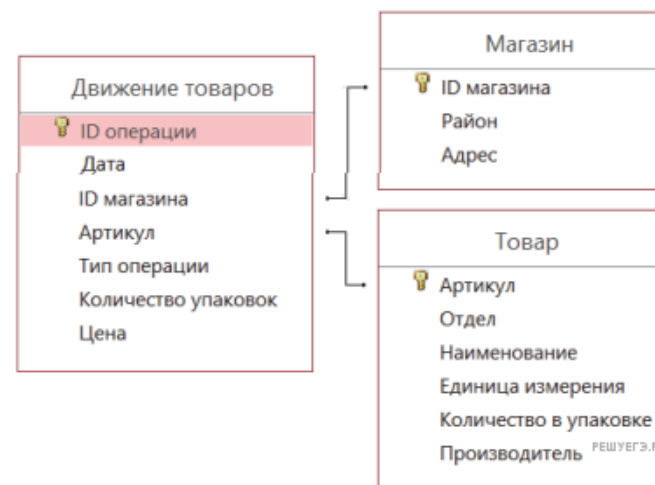 Движение товаров
ID операции
Дата
ID магазина
Артикул
Тип операции
Количество упаковок
Цена
Магазин
ID магазина
Район
Адрес
Товар
Артикул
Отдел
Наименование
Единица измерения
Количество в упаковке
Производитель